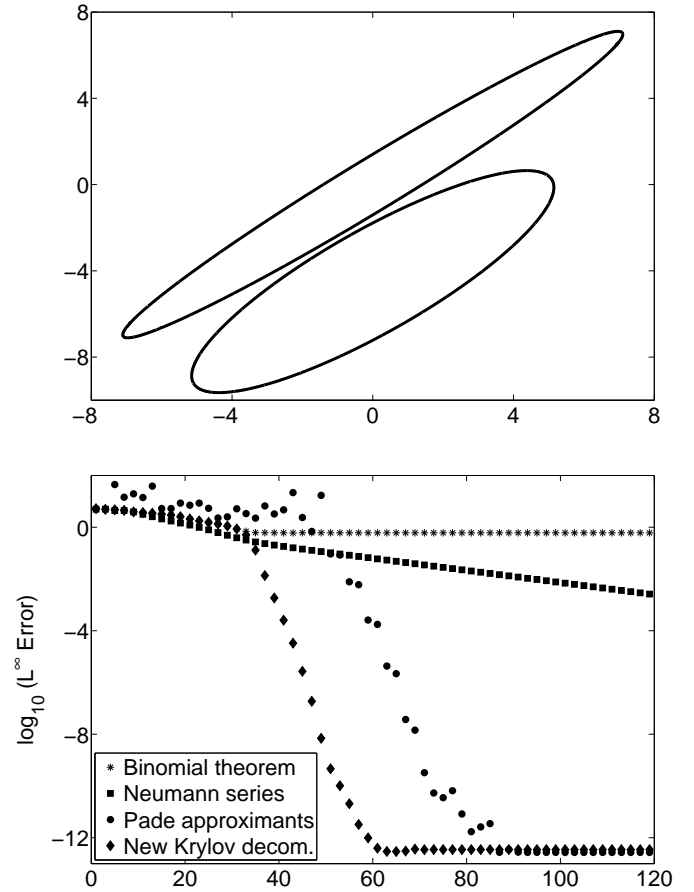 8
4
0
−4
−8
−8 −4 0 4 8
0
−4
−8
−12
log10 (L∞ Error)
Binomial theorem
Neumann series
Pade approximants
New Krylov decom.
0 20 40 60 80 100 120